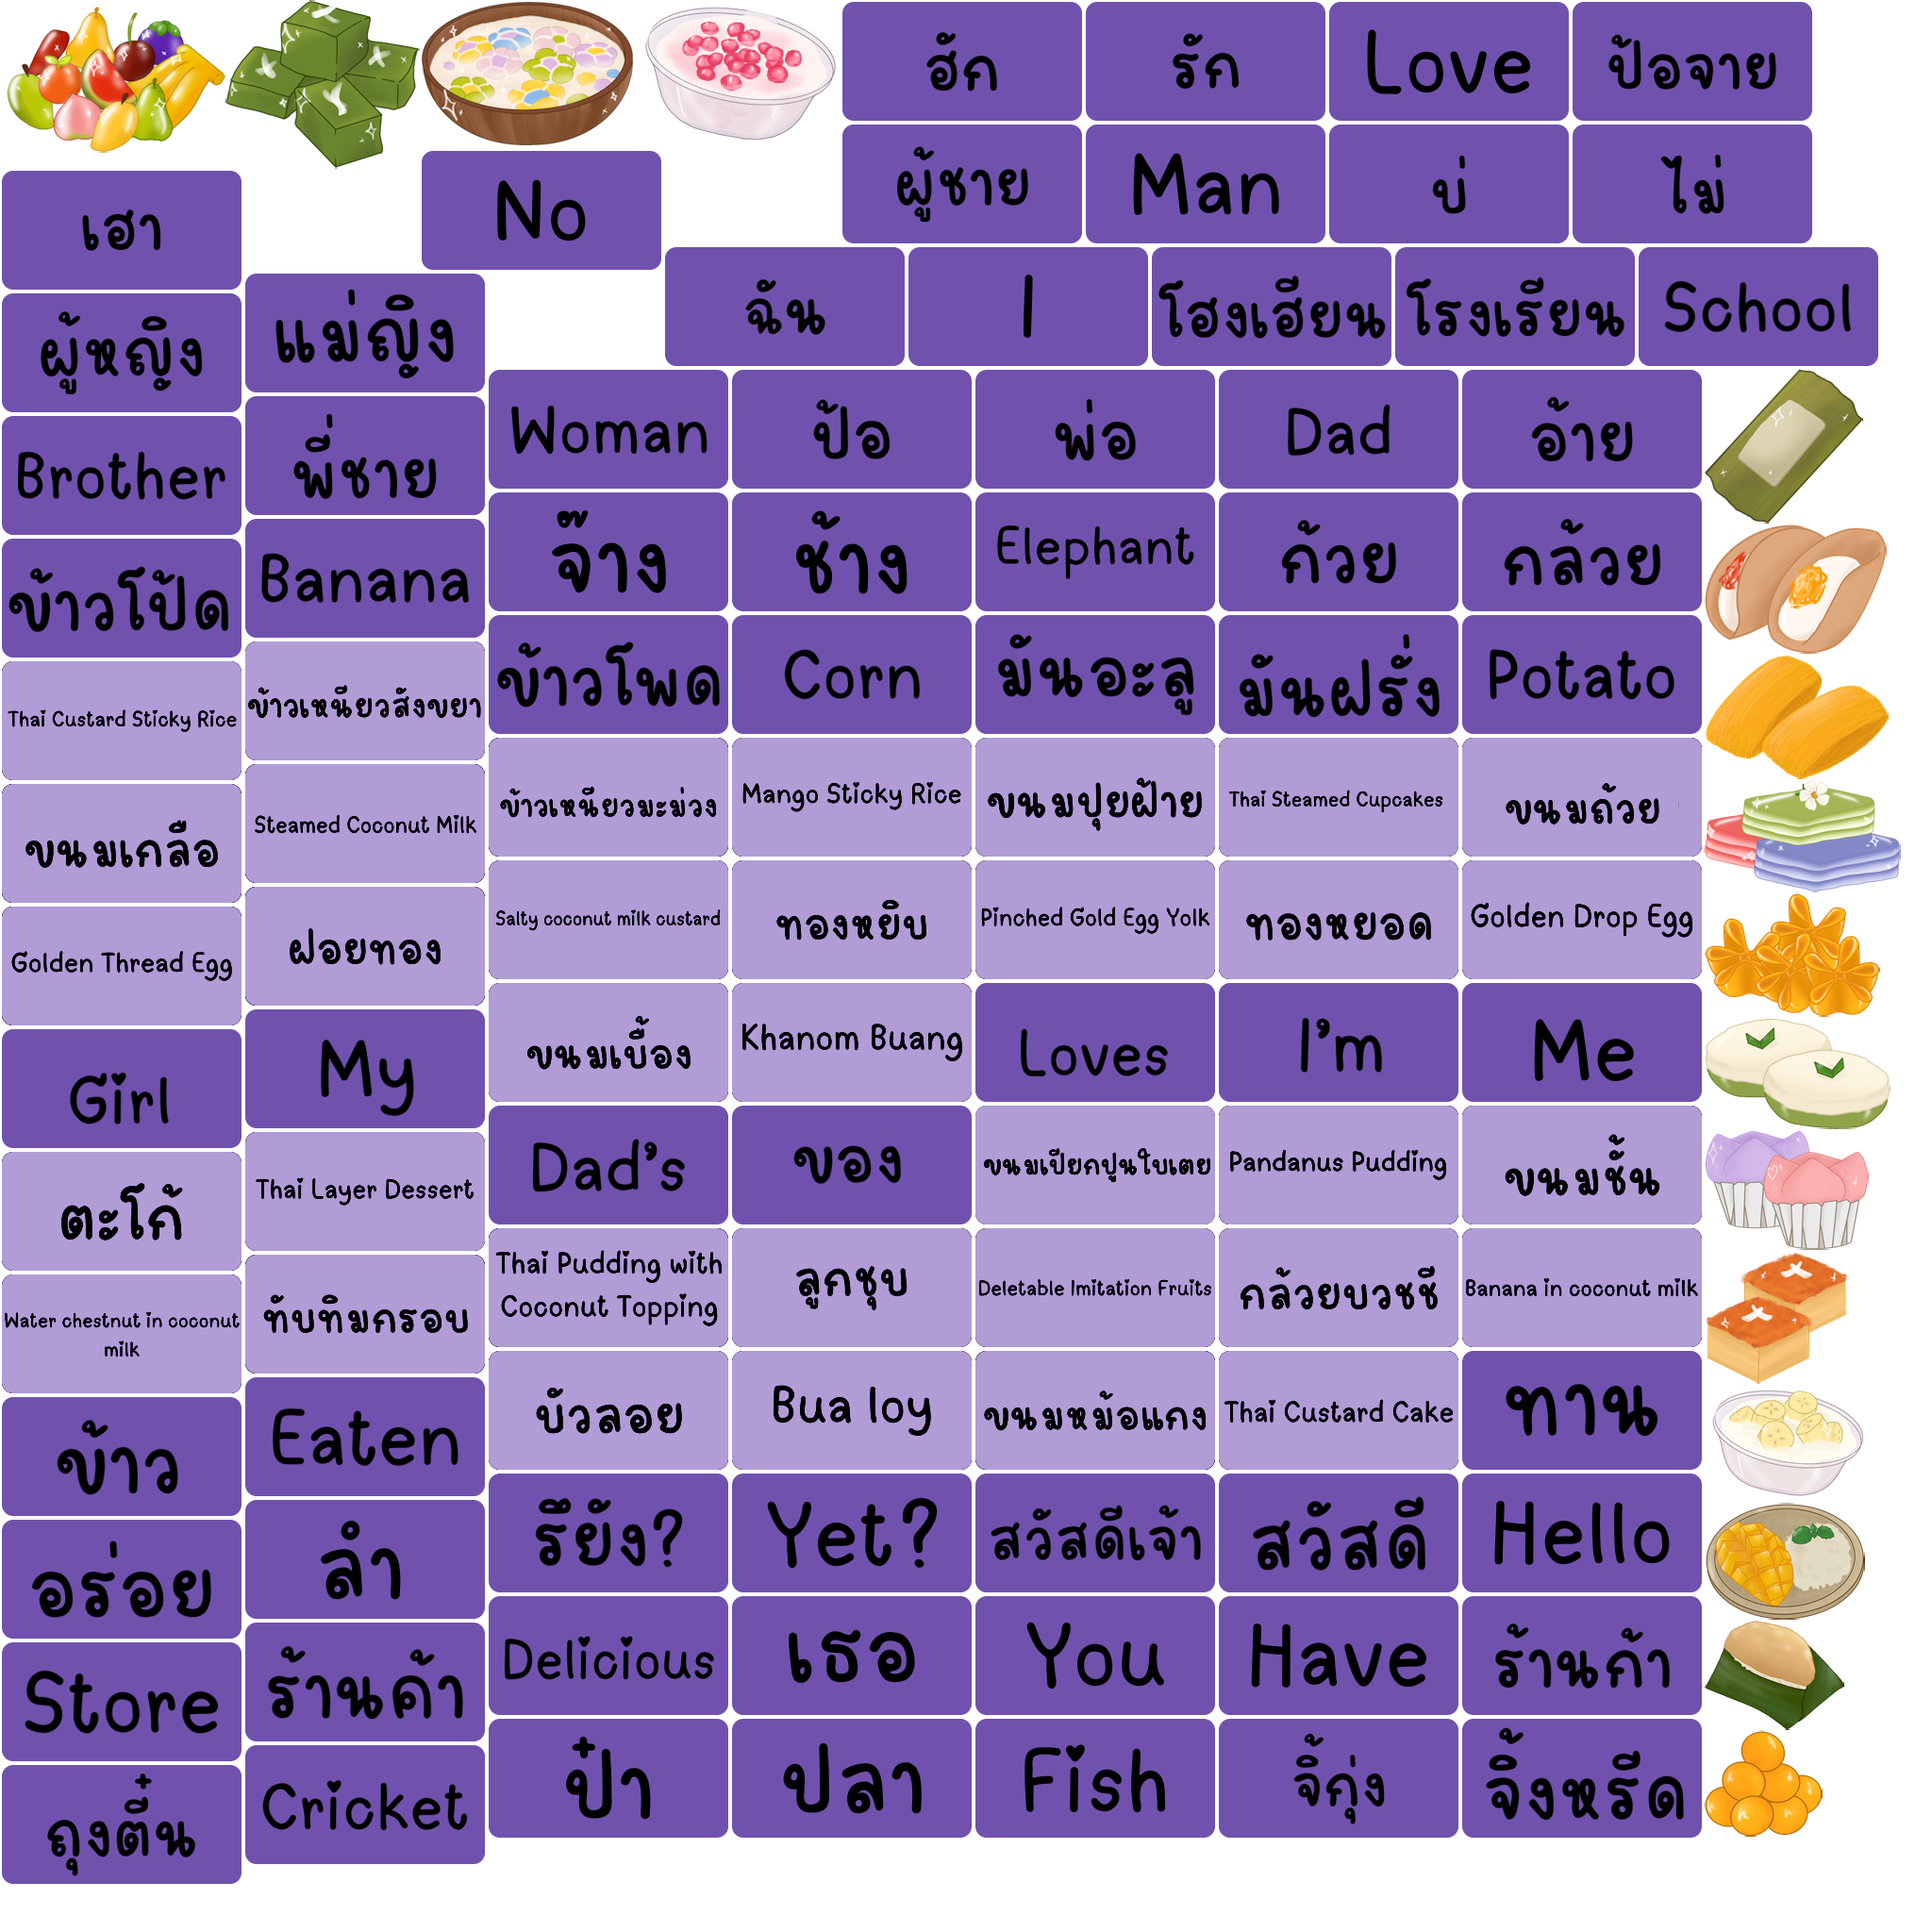 ฮัก
รัก
Love
ป้อจาย
ผู้ชาย
Man
บ่
ไม่
No
เฮา
ฉัน
I
โฮงเฮียน
โรงเรียน
School
ผู้หญิง
แม่ญิง
Woman
ป้อ
พ่อ
Dad
อ้าย
Brother
พี่ชาย
จ๊าง
ช้าง
Elephant
ก้วย
กล้วย
ข้าวโป้ด
Banana
ข้าวโพด
Corn
มันอะลู
มันฝรั่ง
Potato
Thai Custard Sticky Rice
ข้าวเหนียวสังขยา
ข้าวเหนียวมะม่วง
Mango Sticky Rice
ขนมปุยฝ้าย
Thai Steamed Cupcakes
ขนมถ้วย
ขนมเกลือ
Steamed Coconut Milk
Salty coconut milk custard
ทองหยิบ
Pinched Gold Egg Yolk
ทองหยอด
Golden Drop Egg
Golden Thread Egg
ฝอยทอง
ขนมเบื้อง
Khanom Buang
Loves
I'm
Me
Girl
My
Dad's
ของ
ขนมเปียกปูนใบเตย
Pandanus Pudding
ขนมชั้น
ตะโก้
Thai Layer Dessert
Thai Pudding with
Coconut Topping
ลูกชุบ
Deletable Imitation Fruits
กล้วยบวชชี
Banana in coconut milk
Water chestnut in coconut
milk
ทับทิมกรอบ
บัวลอย
Bua loy
ขนมหม้อแกง
Thai Custard Cake
ทาน
ข้าว
Eaten
รึยัง?
Yet?
สวัสดีเจ้า
สวัสดี
Hello
อร่อย
ลำ
Delicious
เธอ
You
Have
ร้านก้า
Store
ร้านค้า
ป๋า
ปลา
Fish
จิ้กุ่ง
จิ้งหรีด
ถุงตี๋น
Cricket